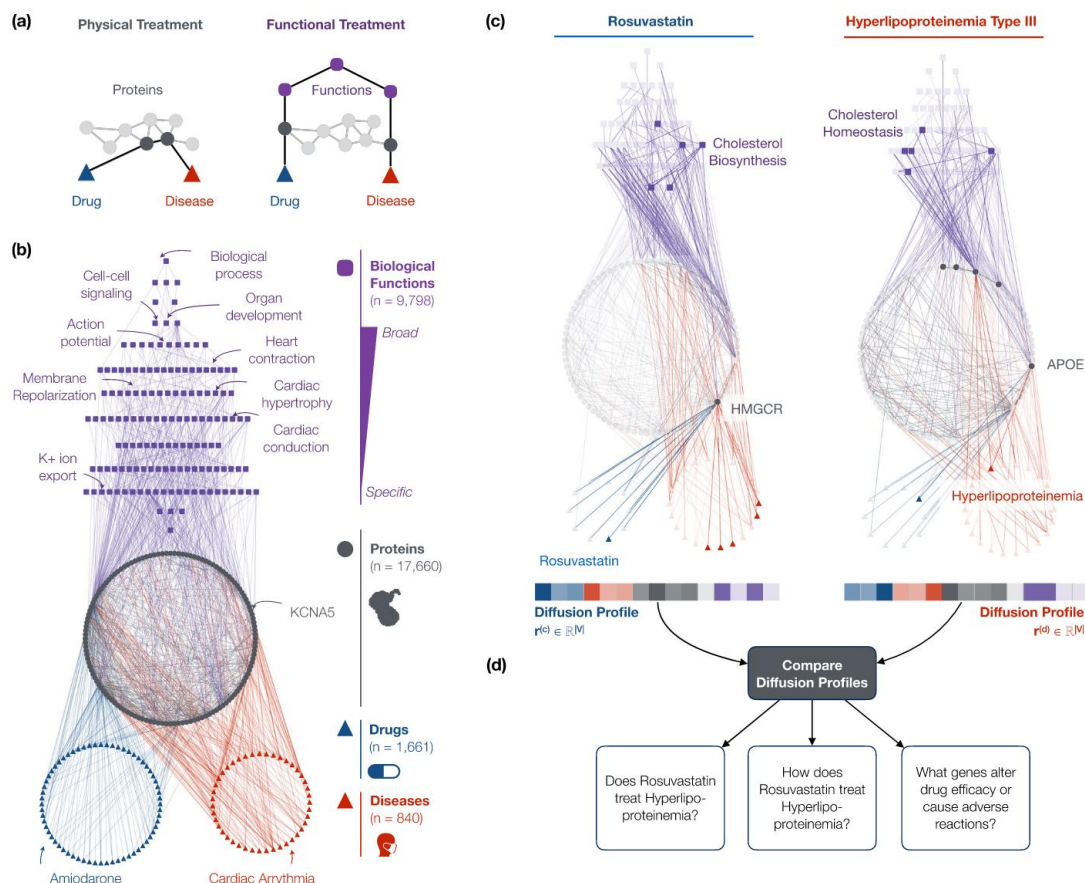 (a)
Physical Treatment
Functional Treatment
Proteins
Functions
Drug
Disease
Drug
Disease
(b)
Biological
process
Cell-cell
signaling
Organ
development
Action
potential
Heart
contraction
Membrane
Repolarization
Cardiac
hypertrophy
Cardiac
conduction
K+ ion
export
KCNA5
Amiodarone
Cardiac Arrythmia
Biological
Functions
(n = 9,798)
Broad
Specific
Proteins
(n = 17,660)
Drugs
(n = 1,661)
Diseases
(n = 840)
(c)
Rosuvastatin
Hyperlipoproteinemia Type III
Cholesterol
Biosynthesis
Cholesterol
Homeostasis
HMGCR
APOE
Rosuvastatin
Hyperlipoproteinemia
Diffusion Profile
r(c) ∈ ℝ|V|
Diffusion Profile
r(d) ∈ ℝ|V|
(d)
Compare
Diffusion Profiles
Does Rosuvastatin
treat Hyperlipo-
proteinemia?
How does
Rosuvastatin treat
Hyperlipo-
proteinemia?
What genes alter
drug efficacy or
cause adverse
reactions?